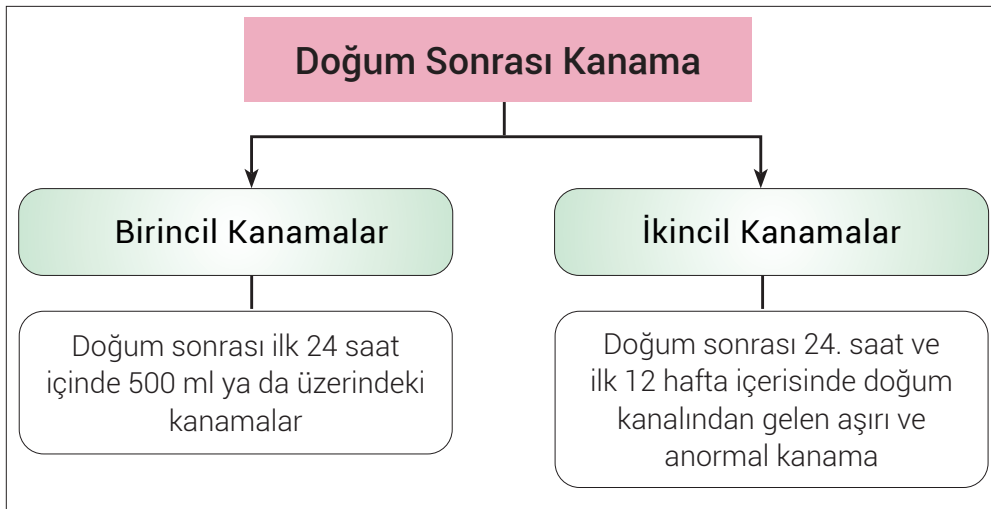 Doğum Sonrası Kanama
Birincil Kanamalar
Doğum sonrası ilk 24 saat
içinde 500 ml ya da üzerindeki
kanamalar
İkincil Kanamalar
Doğum sonrası 24. saat ve
ilk 12 hafta içerisinde doğum
kanalından gelen aşırı ve
anormal kanama